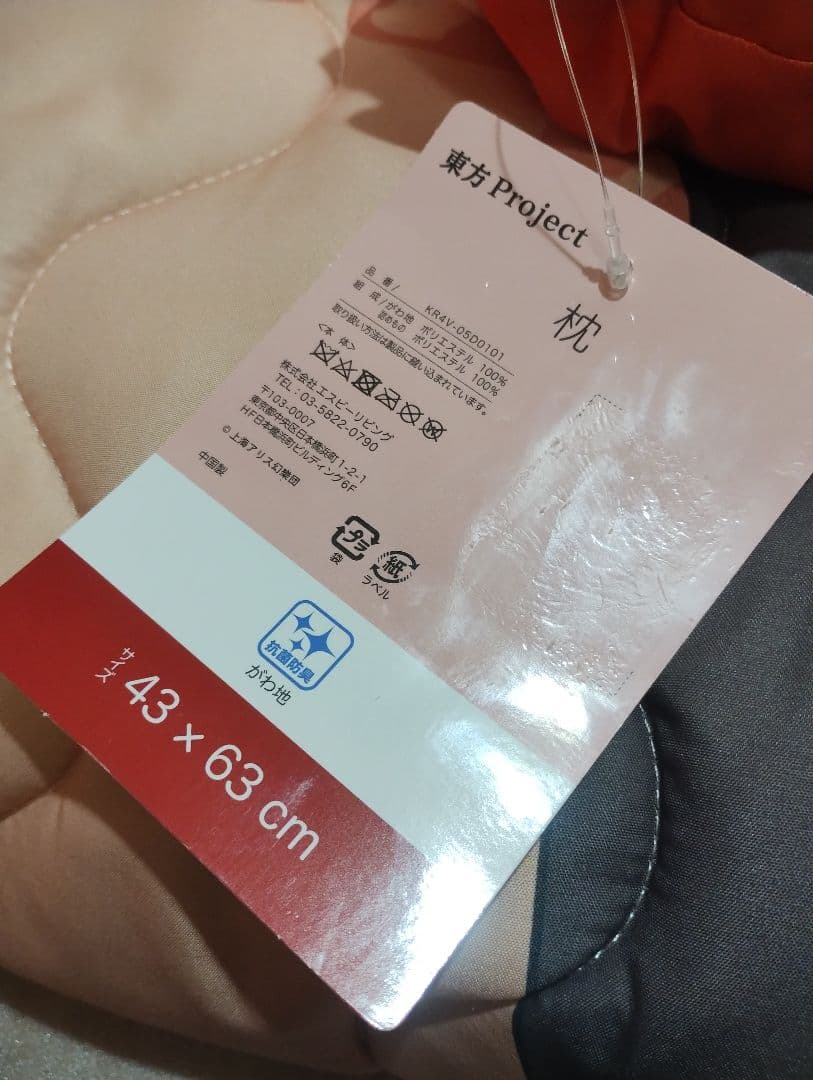 東方 Project
枕
品 番/ KR4V-05D0101
組 成/がわ地 ポリエステル 100%
詰めもの ポリエステル 100%
取り扱い方法は製品に縫い込まれています。
<本 体>
株式会社 エスピーリビング
TEL:03-5822-0790
〒103-0007
東京都中央区日本橋浜町1-2-1
HF日本橋浜町ビルディング6F
©上海アリス幻樂団
中国製
プラ
袋
紙
ラベル
抗菌防臭
がわ地
サイズ 43 × 63 cm